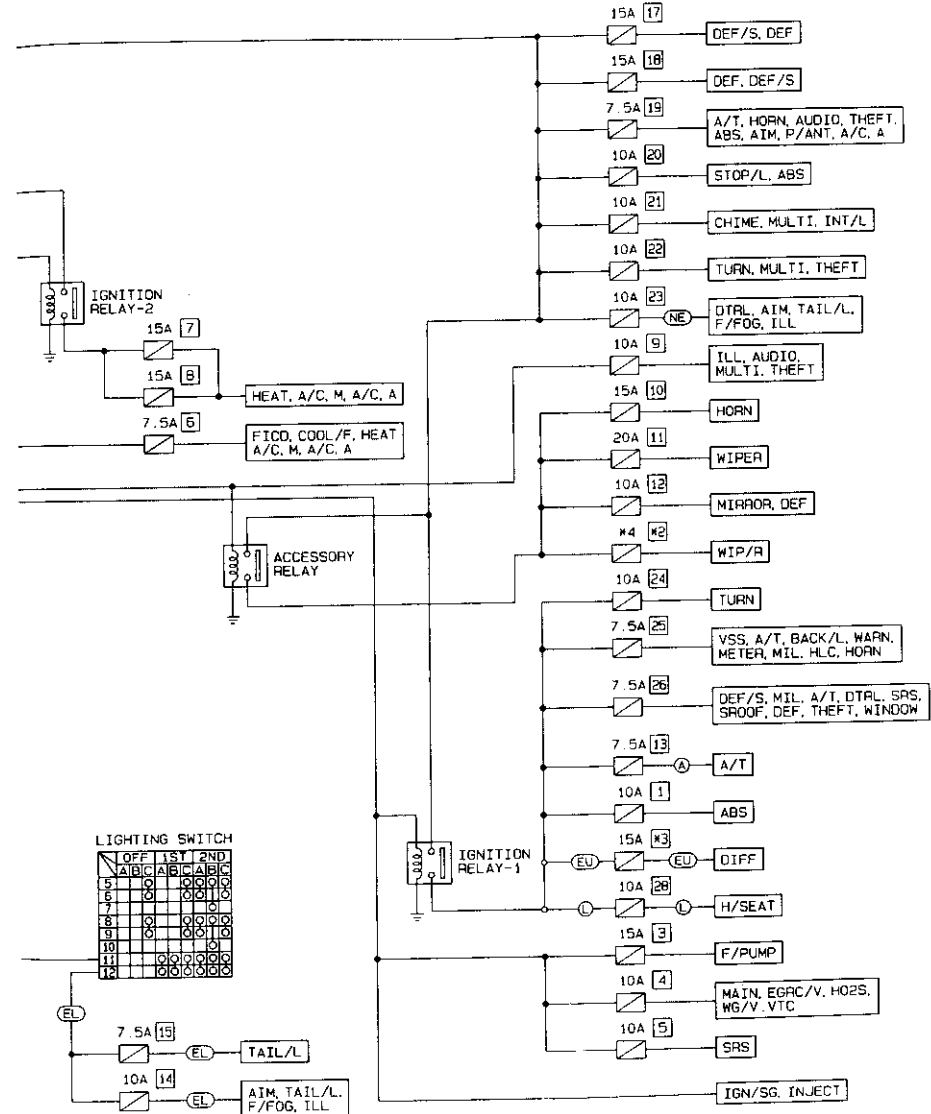 15A 17
DEF/S, DEF
15A 18
DEF, DEF/S
7.5A 19
A/T, HORN, AUDIO, THEFT,
ABS, AIM, P/ANT, A/C, A
10A 20
STOP/L, ABS
10A 21
CHIME, MULTI, INT/L
10A 22
TURN, MULTI, THEFT
10A 23
NE
DTRL, AIM, TAIL/L,
F/FOG, ILL
10A 9
ILL, AUDIO,
MULTI, THEFT
15A 10
HORN
20A 11
WIPER
10A 12
MIRROR, DEF
*4 *2
WIP/R
10A 24
TURN
7.5A 25
VSS, A/T, BACK/L, WARN,
METER, MIL, HLC, HORN
7.5A 26
DEF/S, MIL, A/T, DTRL, SRS,
SROOF, DEF, THEFT, WINDOW
7.5A 13
A
A/T
10A 1
ABS
15A *3
EU
EU
DIFF
10A 28
L
L
H/SEAT
15A 3
F/PUMP
10A 4
MAIN, EGRC/V, HO2S,
WG/V. VTC
10A 5
SRS
IGN/SG, INJECT
IGNITION
RELAY-2
15A 7
15A 8
HEAT, A/C, M, A/C, A
7.5A 6
FICD, COOL/F, HEAT
A/C, M, A/C, A
ACCESSORY
RELAY
IGNITION
RELAY-1
LIGHTING SWITCH
OFF 1ST 2ND
A B C A B C A B C
5
6
7
8
9
10
11
12
EL
7.5A 15
EL
TAIL/L
10A 14
EL
AIM, TAIL/L,
F/FOG, ILL